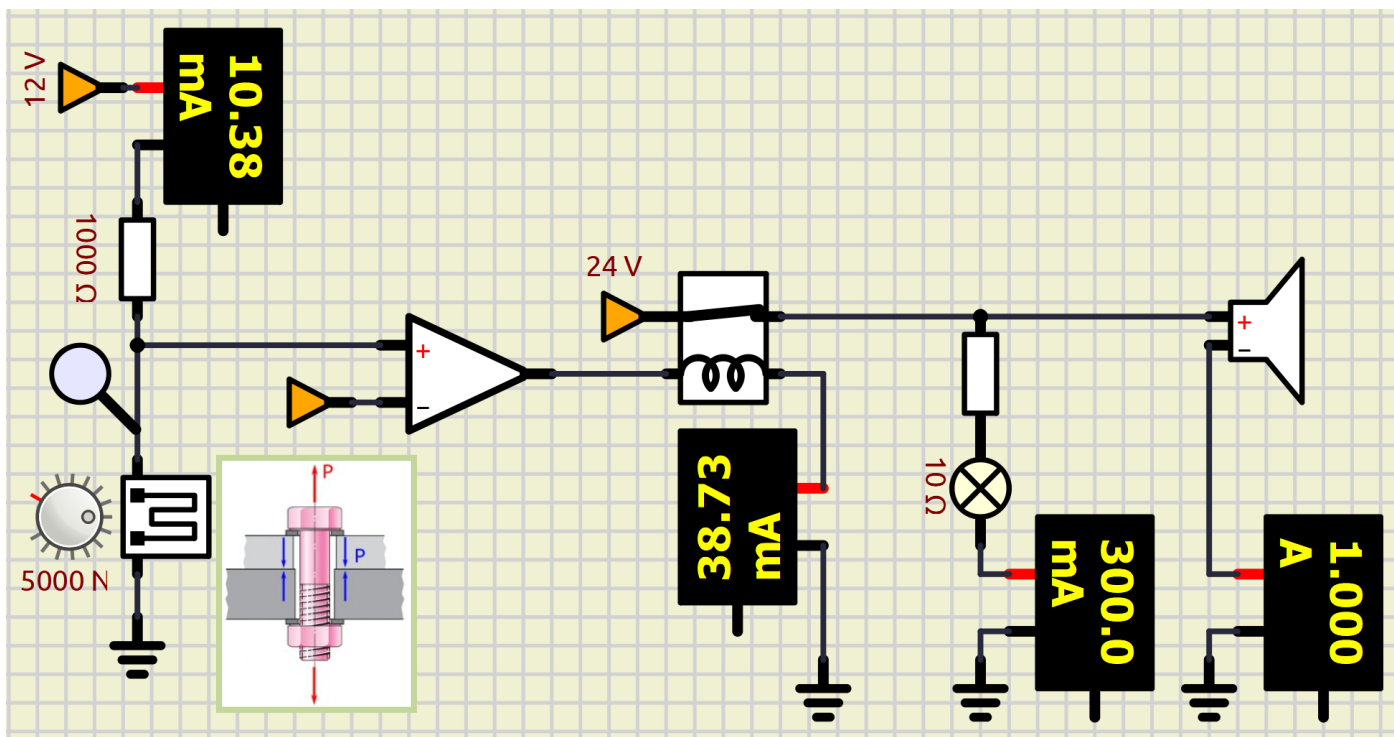 12 V
10.38
mA
1000 Ω
24 V
+
−
+
−
5000 N
P
P
38.73
mA
10 Ω
300.0
mA
1.000
A